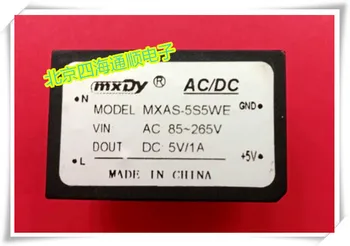 北京四海通顺电子
mxDy® AC/DC
N
MODEL MXAS-5S5WE GND
VIN AC 85~265V
DOUT DC 5V/1A
L +5V
MADE IN CHINA